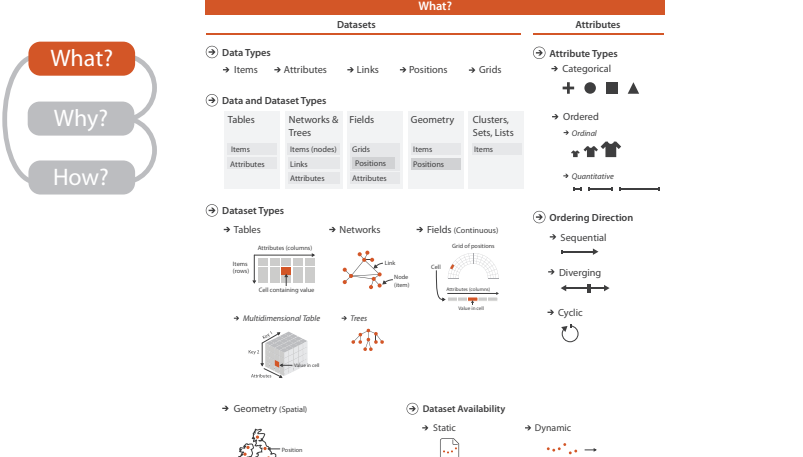 What?
Why?
How?
What?
Datasets
Attributes
Data Types
Items
Attributes
Links
Positions
Grids
Data and Dataset Types
Tables
Items
Attributes
Networks &
Trees
Items (nodes)
Links
Attributes
Fields
Grids
Positions
Attributes
Geometry
Items
Positions
Clusters,
Sets, Lists
Items
Dataset Types
Tables
Attributes (columns)
Items
(rows)
Cell containing value
Networks
Link
Node
(item)
Fields (Continuous)
Grid of positions
Cell
Attributes (columns)
Value in cell
Multidimensional Table
Key 1
Key 2
Value in cell
Attributes
Trees
Geometry (Spatial)
Position
Dataset Availability
Static
Dynamic
Attribute Types
Categorical
Ordered
Ordinal
Quantitative
Ordering Direction
Sequential
Diverging
Cyclic